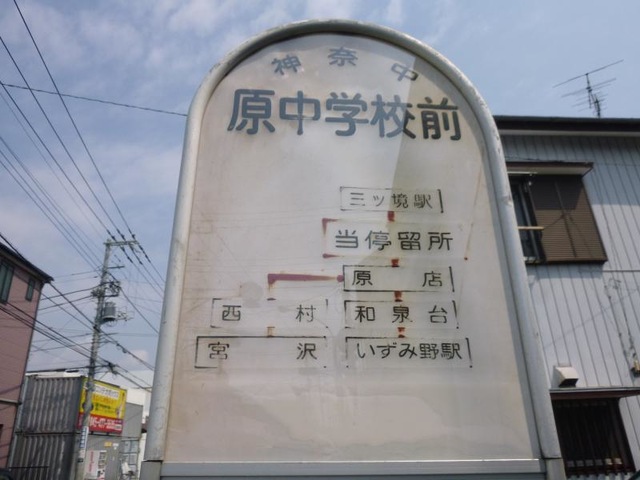 神奈中
原中学校前
三ツ境駅
当停留所
原店
西村 和泉台
宮沢 いずみ野駅